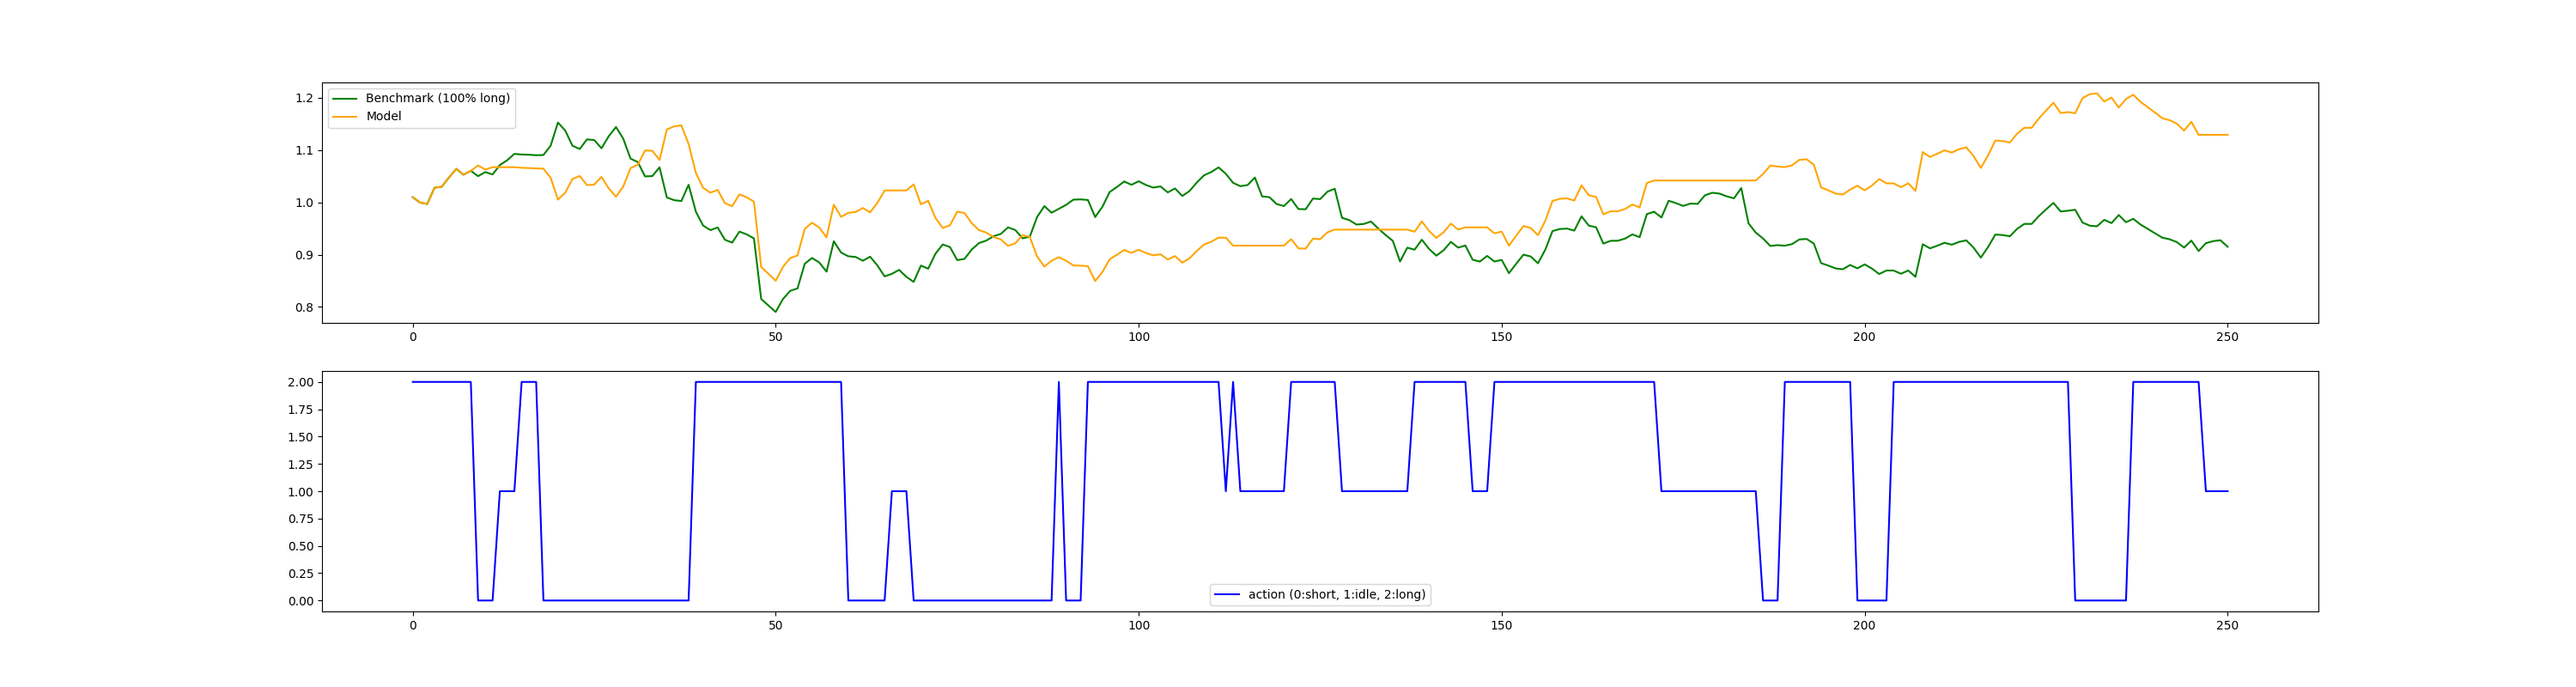 Benchmark (100% long)
Model
1.2
1.1
1.0
0.9
0.8
0 50 100 150 200 250
2.00
1.75
1.50
1.25
1.00
0.75
0.50
0.25
0.00
action (0:short, 1:idle, 2:long)
0 50 100 150 200 250